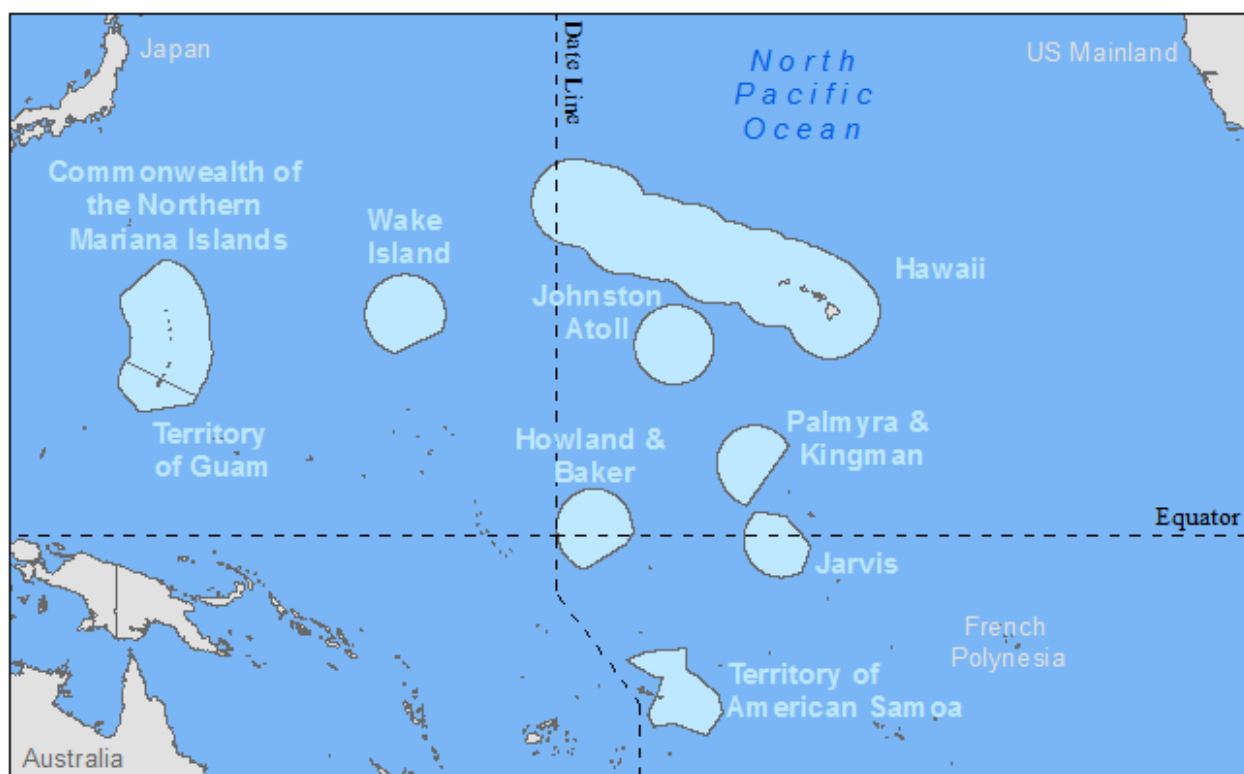 Japan
Date Line
North
Pacific
Ocean
US Mainland
Commonwealth of
the Northern
Mariana Islands
Wake
Island
Hawaii
Johnston
Atoll
Territory
of Guam
Howland &
Baker
Palmyra &
Kingman
Equator
Jarvis
French
Polynesia
Territory of
American Samoa
Australia